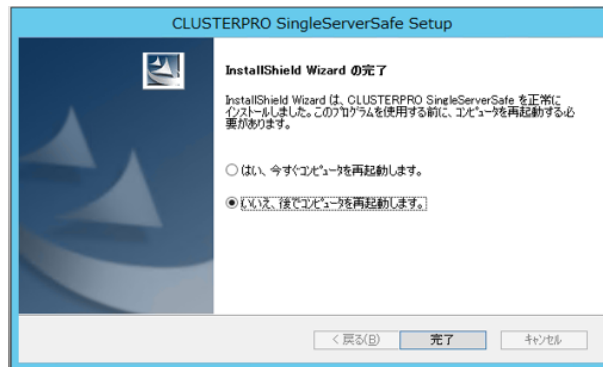 CLUSTERPRO SingleServerSafe Setup
InstallShield Wizard の完了
InstallShield Wizard は、CLUSTERPRO SingleServerSafe を正常に
インストールしました。このプログラムを使用する前に、コンピュータを再起動する必
要があります。
はい、今すぐコンピュータを再起動します。
いいえ、後でコンピュータを再起動します。
< 戻る(B)
完了
キャンセル